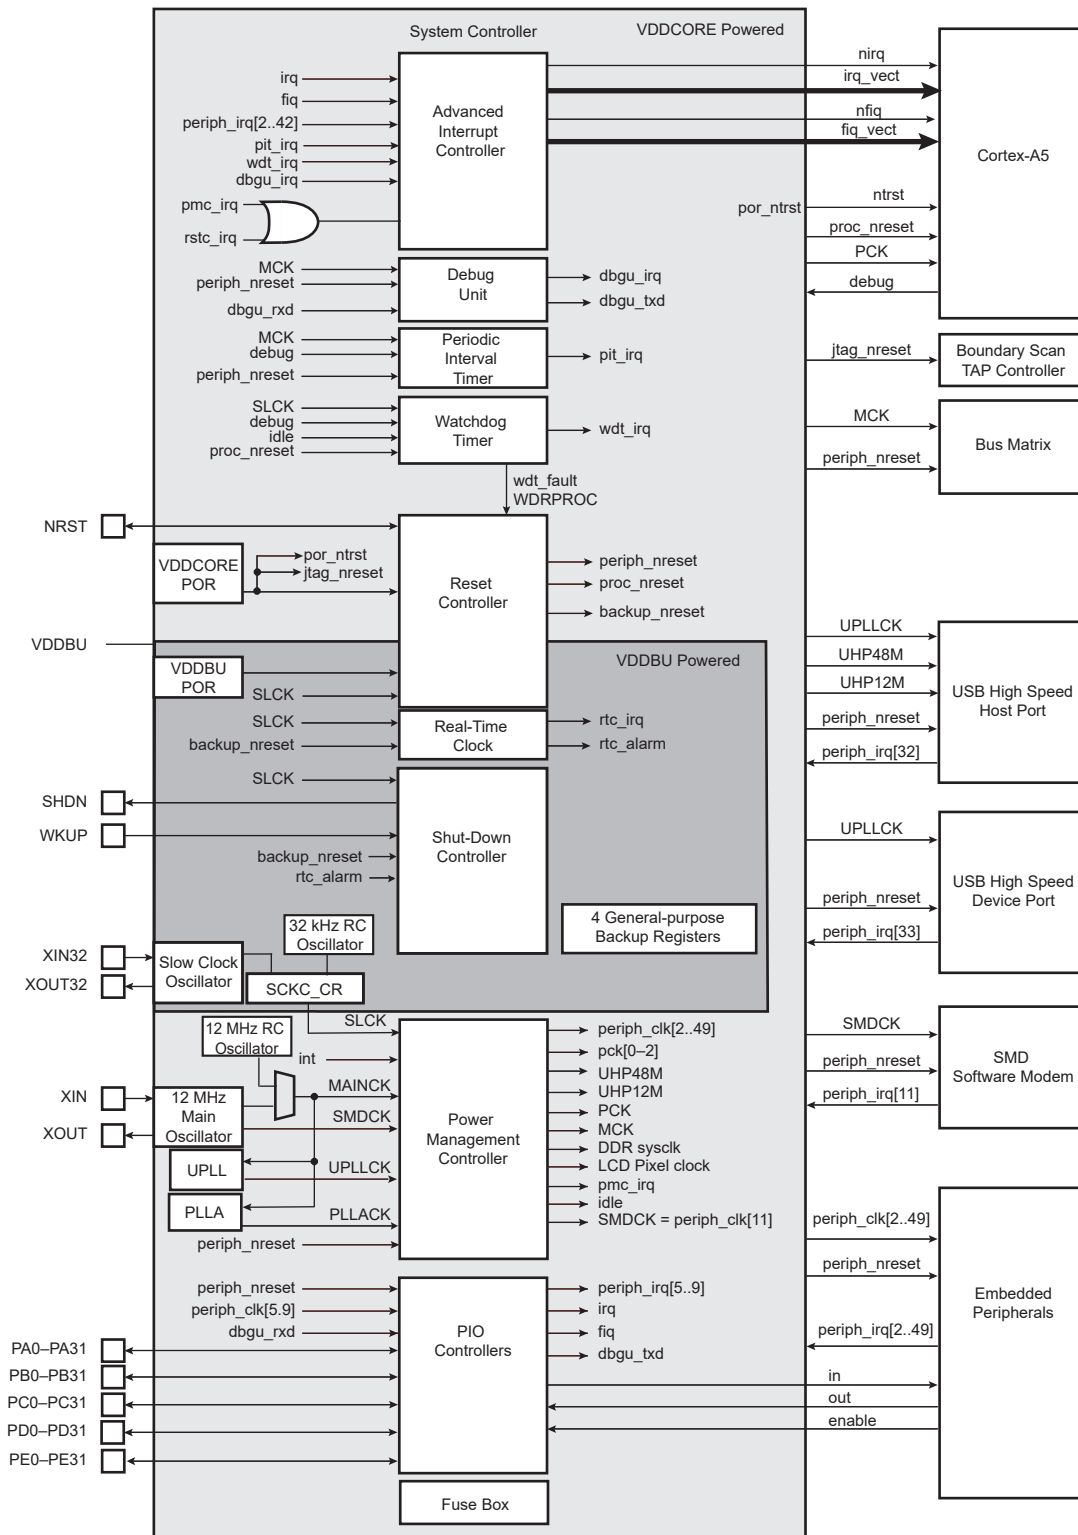 System Controller
VDDCORE Powered
irq
fiq
periph_irq[2..42]
pit_irq
wdt_irq
dbgu_irq
pmc_irq
rstc_irq
Advanced
Interrupt
Controller
nirq
irq_vect
nfiq
fiq_vect
Cortex-A5
por_ntrst
ntrst
proc_nreset
PCK
debug
MCK
periph_nreset
dbgu_rxd
Debug
Unit
dbgu_irq
dbgu_txd
MCK
debug
periph_nreset
Periodic
Interval
Timer
pit_irq
jtag_nreset
Boundary Scan
TAP Controller
SLCK
debug
idle
proc_nreset
Watchdog
Timer
wdt_irq
MCK
periph_nreset
Bus Matrix
wdt_fault
WDRPROC
NRST
VDDCORE
POR
por_ntrst
jtag_nreset
Reset
Controller
periph_nreset
proc_nreset
backup_nreset
VDDBU
VDDBU
POR
VDDBU Powered
SLCK
UPLLCK
UHP48M
UHP12M
periph_nreset
periph_irq[32]
USB High Speed
Host Port
SLCK
backup_nreset
Real-Time
Clock
rtc_irq
rtc_alarm
SLCK
SHDN
WKUP
backup_nreset
rtc_alarm
Shut-Down
Controller
UPLLCK
periph_nreset
periph_irq[33]
USB High Speed
Device Port
4 General-purpose
Backup Registers
32 kHz RC
Oscillator
XIN32
XOUT32
Slow Clock
Oscillator
SCKC_CR
SLCK
12 MHz RC
Oscillator
int
MAINCK
XIN
XOUT
12 MHz
Main
Oscillator
SMDCK
UPLL
UPLLCK
PLLA
PLLACK
periph_nreset
Power
Management
Controller
periph_clk[2..49]
pck[0–2]
UHP48M
UHP12M
PCK
MCK
DDR sysclk
LCD Pixel clock
pmc_irq
idle
SMDCK = periph_clk[11]
SMDCK
periph_nreset
periph_irq[11]
SMD
Software Modem
periph_nreset
periph_clk[5.9]
dbgu_rxd
PA0–PA31
PB0–PB31
PC0–PC31
PD0–PD31
PE0–PE31
PIO
Controllers
periph_irq[5..9]
irq
fiq
dbgu_txd
periph_clk[2..49]
periph_nreset
periph_irq[2..49]
in
out
enable
Embedded
Peripherals
Fuse Box